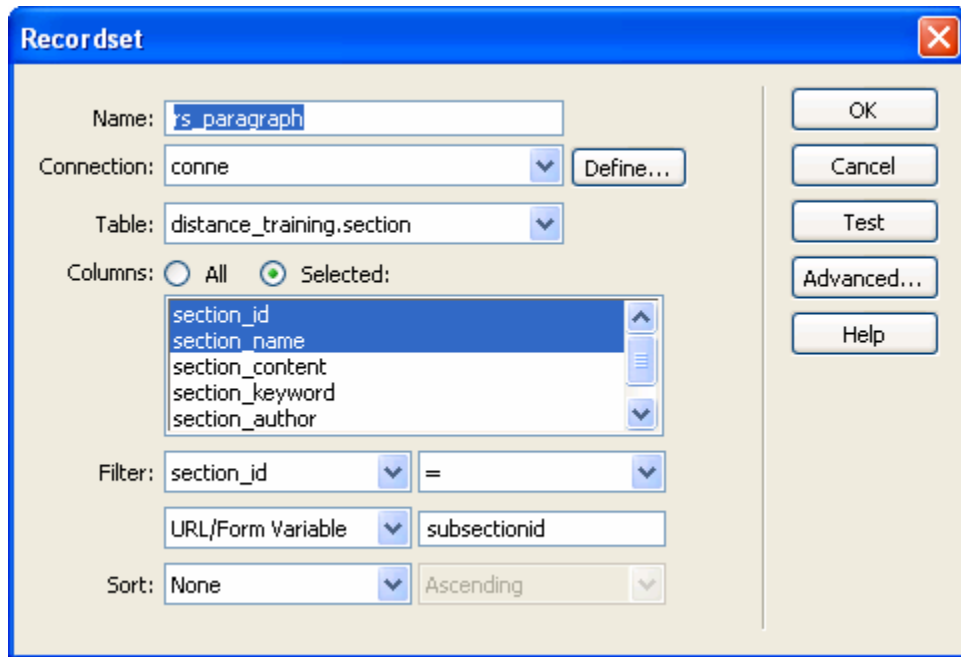 Recordset
Name: rs_paragraph
Connection: conne Define...
Table: distance_training.section
Columns: All Selected:
section_id
section_name
section_content
section_keyword
section_author
Filter: section_id =
URL/Form Variable subsectionid
Sort: None Ascending
OK
Cancel
Test
Advanced...
Help